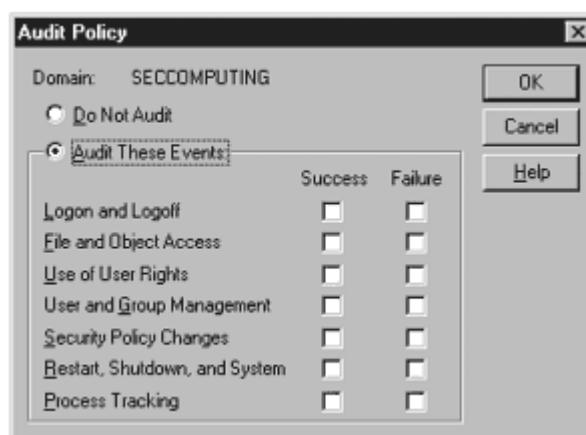 Audit Policy
Domain: SECCOMPUTING
Do Not Audit
Audit These Events:
Success Failure
Logon and Logoff
File and Object Access
Use of User Rights
User and Group Management
Security Policy Changes
Restart, Shutdown, and System
Process Tracking
OK
Cancel
Help